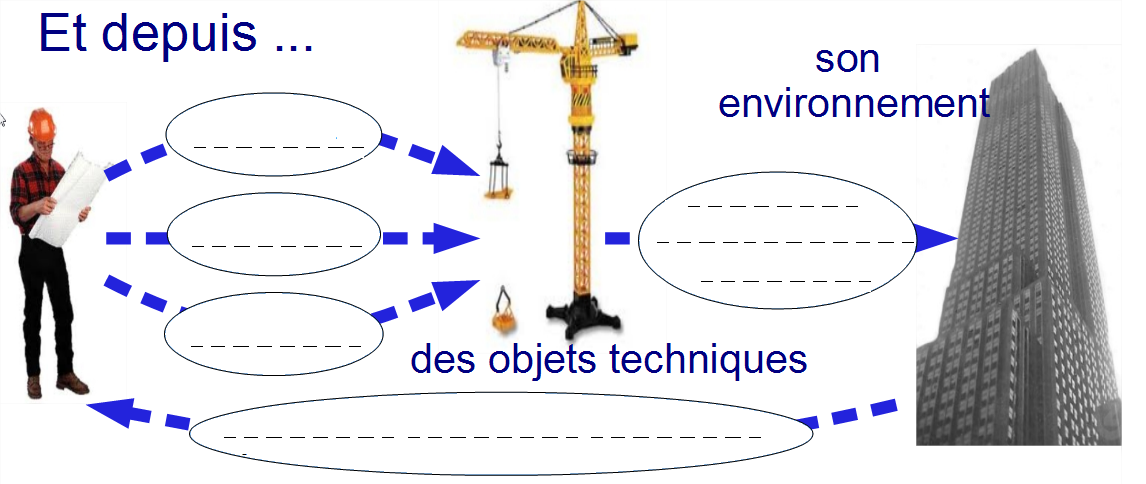 Et depuis ...
son
environnement
des objets techniques